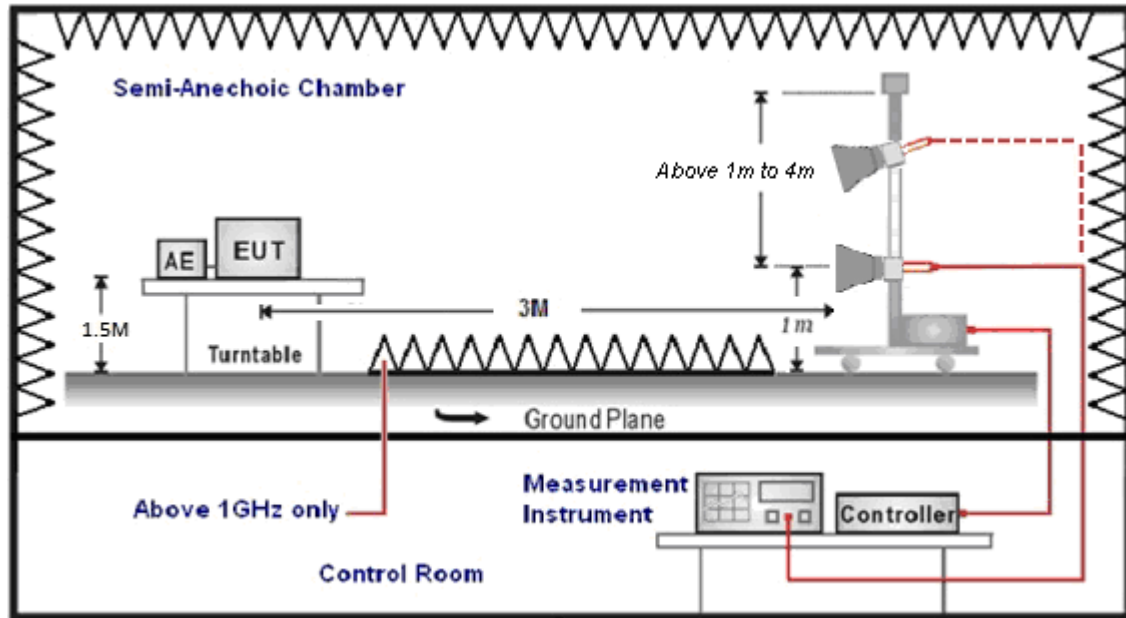 Semi-Anechoic Chamber
Above 1m to 4m
AE
EUT
3M
1m
1.5M
Turntable
Ground Plane
Above 1GHz only
Measurement
Instrument
Controller
Control Room